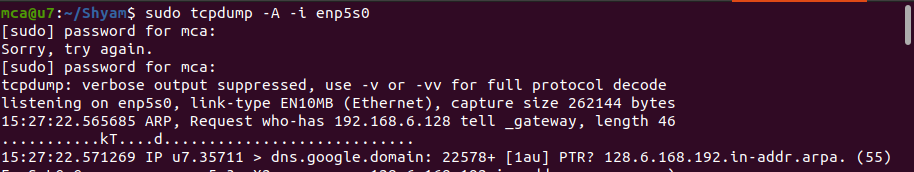 mca@u7:~/Shyam$ sudo tcpdump -A -i enp5s0
[sudo] password for mca:
Sorry, try again.
[sudo] password for mca:
tcpdump: verbose output suppressed, use -v or -vv for full protocol decode
listening on enp5s0, link-type EN10MB (Ethernet), capture size 262144 bytes
15:27:22.565685 ARP, Request who-has 192.168.6.128 tell _gateway, length 46
...........kT....d............................
15:27:22.571269 IP u7.35711 > dns.google.domain: 22578+ [1au] PTR? 128.6.168.192.in-addr.arpa. (55)